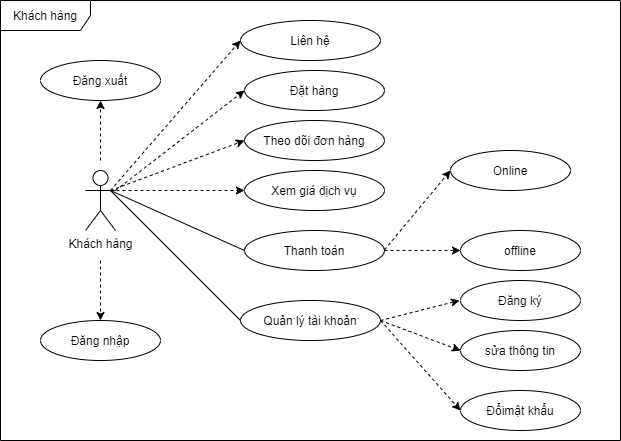 Khách hàng
Liên hệ
Đăng xuất
Đặt hàng
Theo dõi đơn hàng
Xem giá dịch vụ
Online
Khách hàng
Thanh toán
offline
Đăng ký
Quản lý tài khoản
Đăng nhập
sửa thông tin
Đổimật khẩu